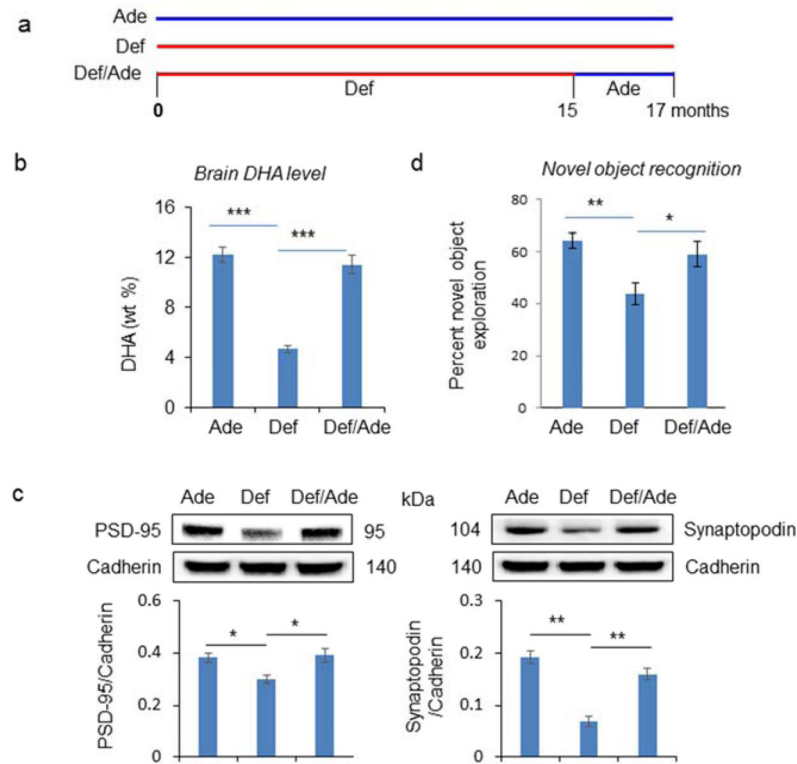 a
Ade
Def
Def/Ade
Def
Ade
0
15
17 months
b
Brain DHA level
DHA (wt %)
16
12
8
4
0
***
***
Ade Def Def/Ade
d
Novel object recognition
Percent novel object
exploration
80
60
40
60
0
**
*
Ade Def Def/Ade
c
Ade Def Def/Ade kDa
PSD-95 95
Cadherin 140
PSD-95/Cadherin
0.6
0.4
0.2
0
*
*
Ade Def Def/Ade
104 Synaptopodin
140 Cadherin
Synaptopodin
/Cadherin
0.3
0.2
0.1
0
**
**